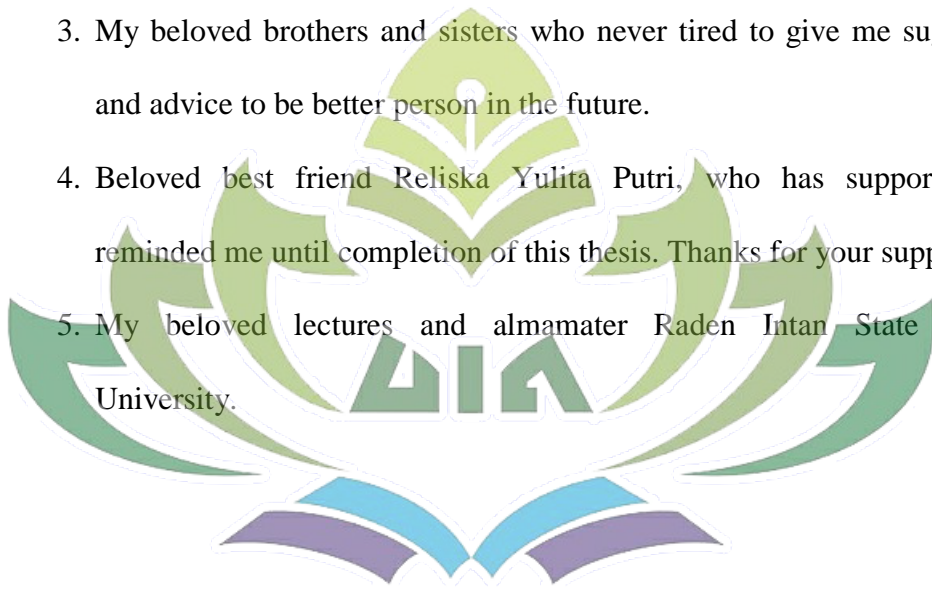 3. My beloved brothers and sisters who never tired to give me su
and advice to be better person in the future.
4. Beloved best friend Reliska Yulita Putri, who has suppor
reminded me until completion of this thesis. Thanks for your supp
5. My beloved lectures and almamater Raden Intan State
University.
UIN